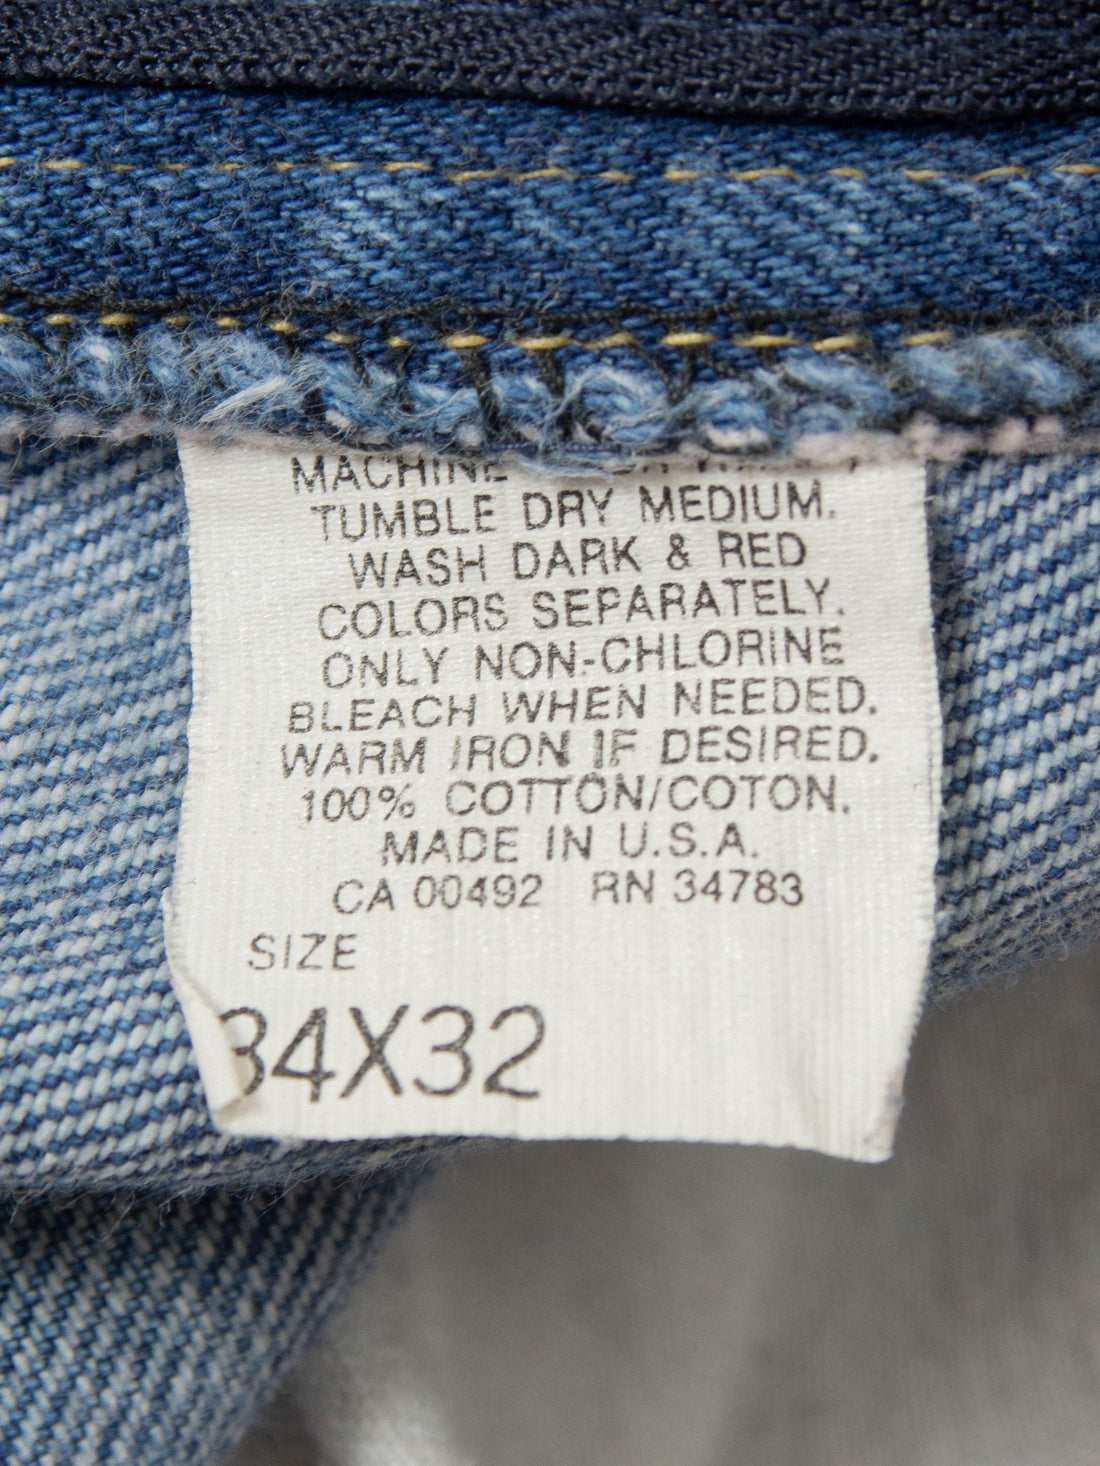 MACHINE
TUMBLE DRY MEDIUM.
WASH DARK & RED
COLORS SEPARATELY.
ONLY NON-CHLORINE
BLEACH WHEN NEEDED.
WARM IRON IF DESIRED.
100% COTTON/COTON.
MADE IN U.S.A.
CA 00492 RN 34783
SIZE
34X32